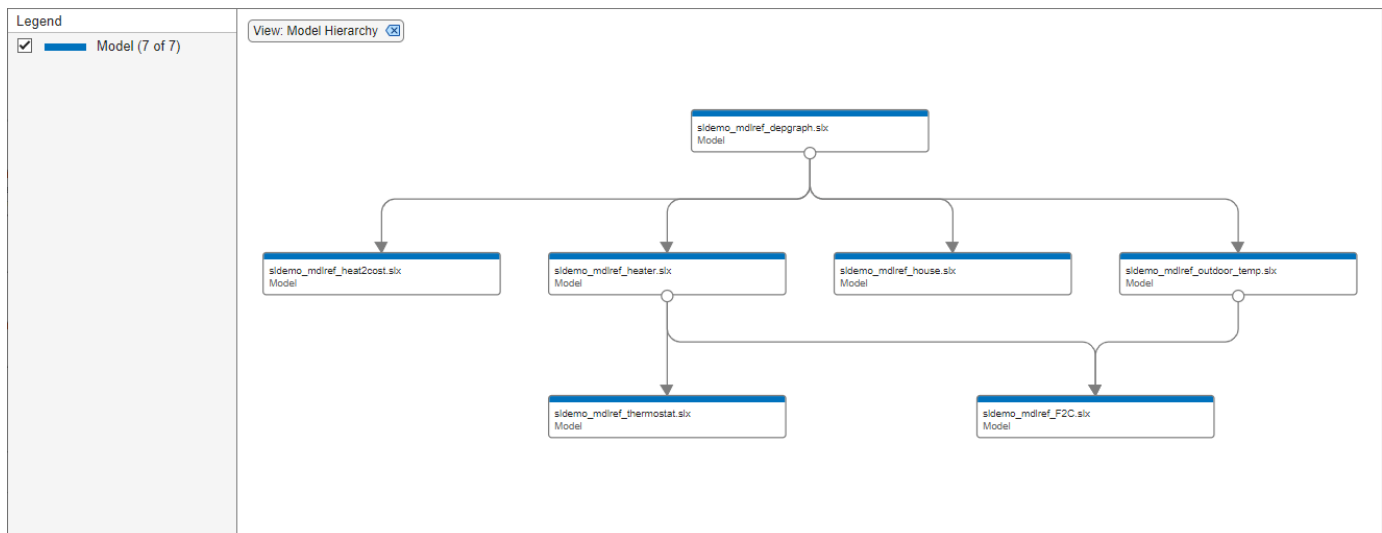 Legend
Model (7 of 7)
View: Model Hierarchy
sldemo_mdlref_depgraph.slx
Model
sldemo_mdlref_heat2cost.slx
Model
sldemo_mdlref_heater.slx
Model
sldemo_mdlref_house.slx
Model
sldemo_mdlref_outdoor_temp.slx
Model
sldemo_mdlref_thermostat.slx
Model
sldemo_mdlref_F2C.slx
Model